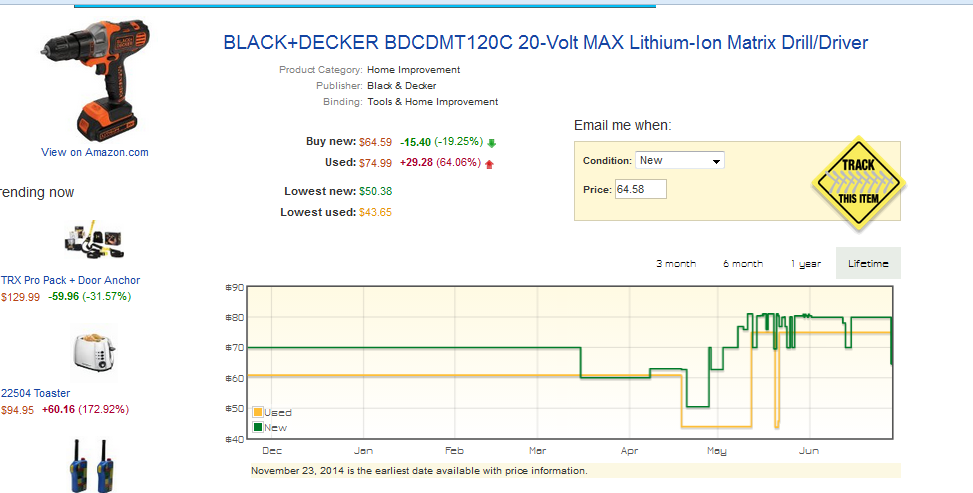 BLACK+DECKER BDCDMT120C 20-Volt MAX Lithium-Ion Matrix Drill/Driver
Product Category: Home Improvement
Publisher: Black & Decker
Binding: Tools & Home Improvement
View on Amazon.com
Buy new: $64.59 -15.40 (-19.25%)
Used: $74.99 +29.28 (64.06%)
Lowest new: $50.38
Lowest used: $43.65
Email me when:
Condition: New
Price: 64.58
TRACK
THIS ITEM
rending now
TRX Pro Pack + Door Anchor
$129.99 -59.96 (-31.57%)
22504 Toaster
$94.95 +60.16 (172.92%)
3 month 6 month 1 year Lifetime
$90
$80
$70
$60
$50
$40
Used
New
Dec Jan Feb Mar Apr May Jun
November 23, 2014 is the earliest date available with price information.